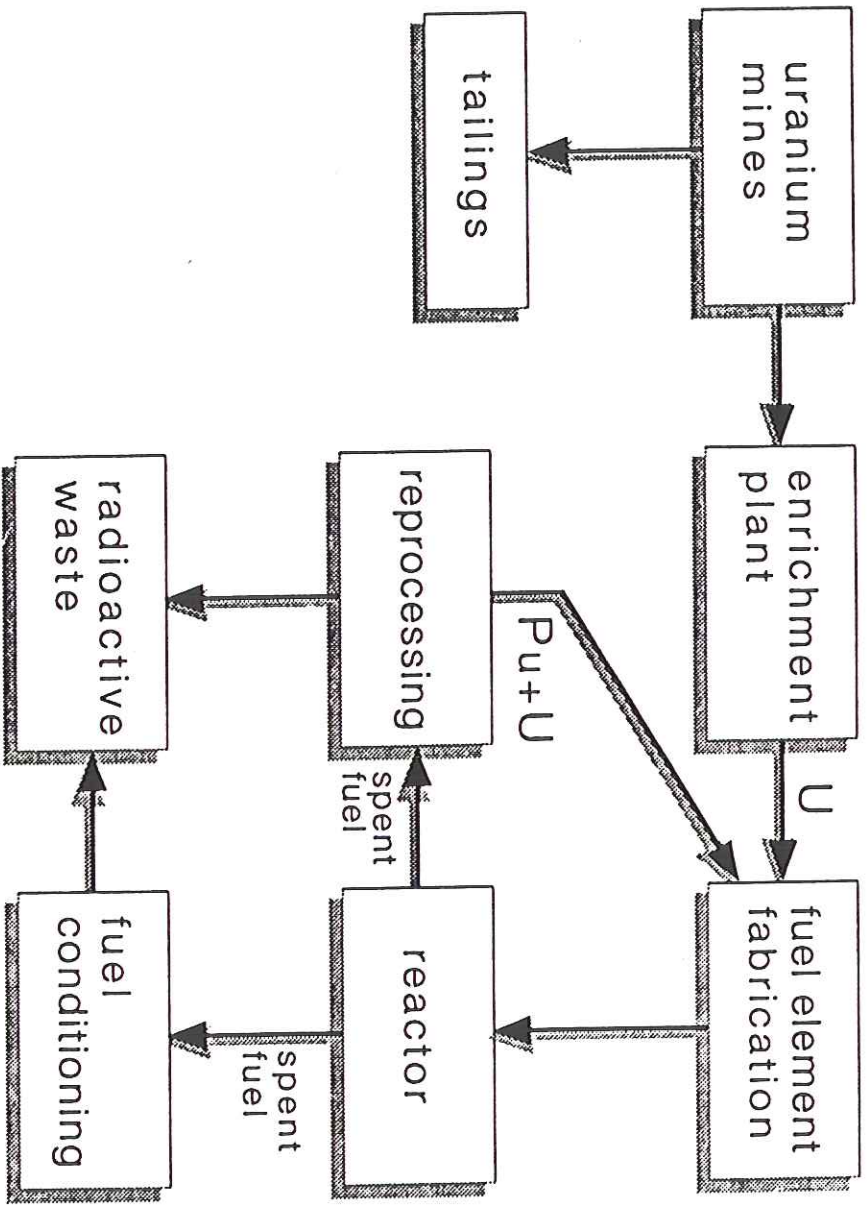 uranium
mines
enrichment
plant
U
fuel element
fabrication
tailings
Pu+U
reprocessing
spent
fuel
reactor
spent
fuel
radioactive
waste
fuel
conditioning